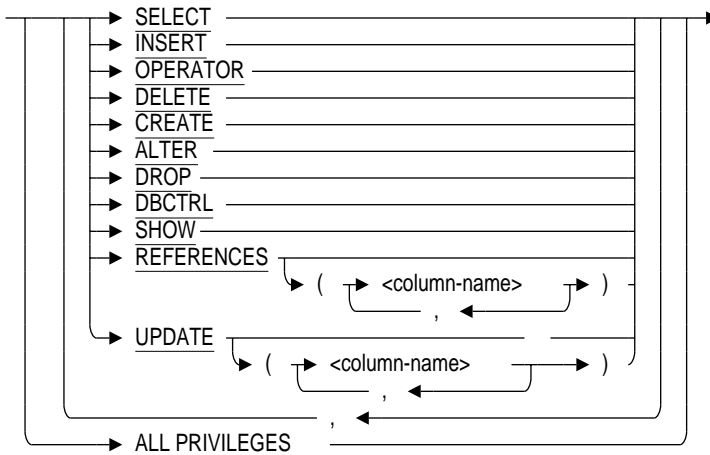 SELECT
INSERT
OPERATOR
DELETE
CREATE
ALTER
DROP
DBCTRL
SHOW
REFERENCES
( <column-name> )
,
UPDATE
( <column-name> )
,
,
ALL PRIVILEGES